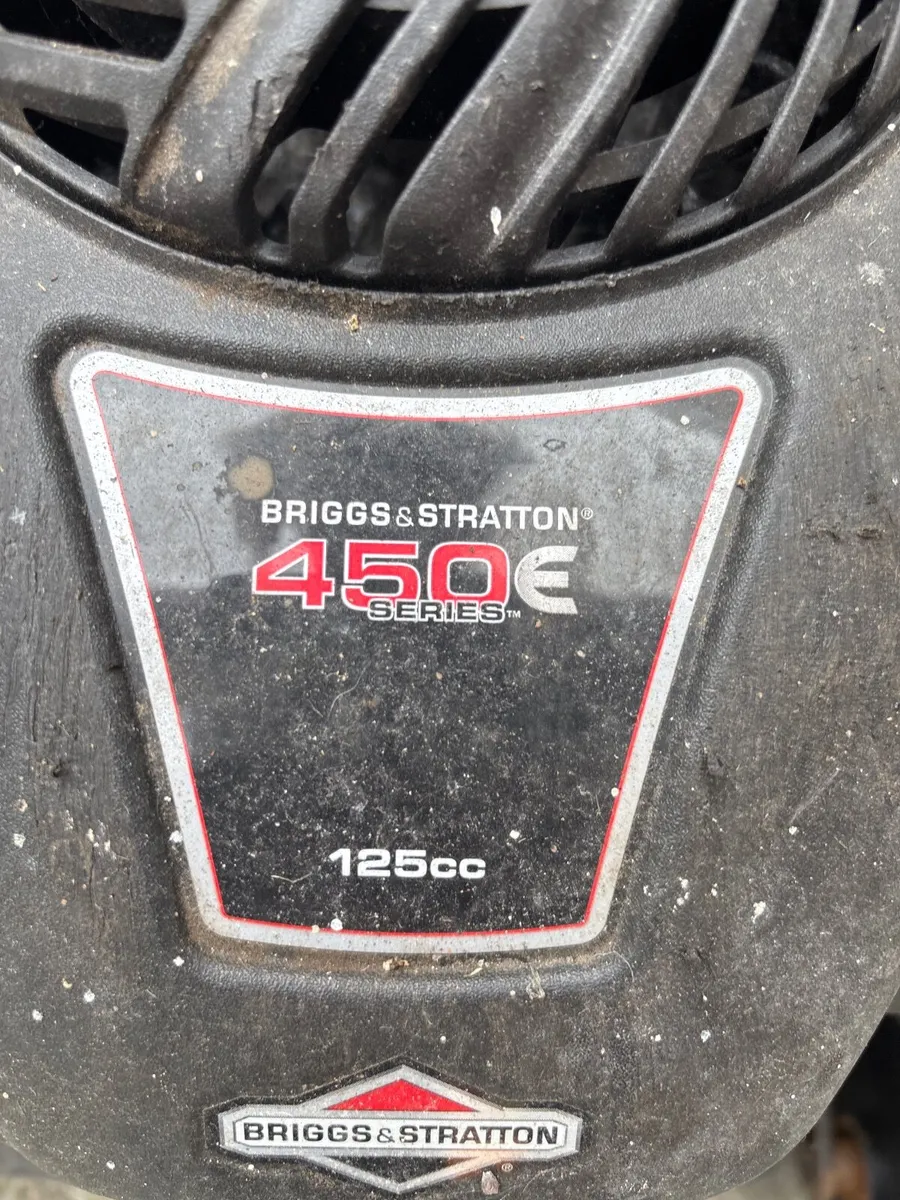 BRIGGS & STRATTON®
450E
SERIES™
125cc
BRIGGS & STRATTON®